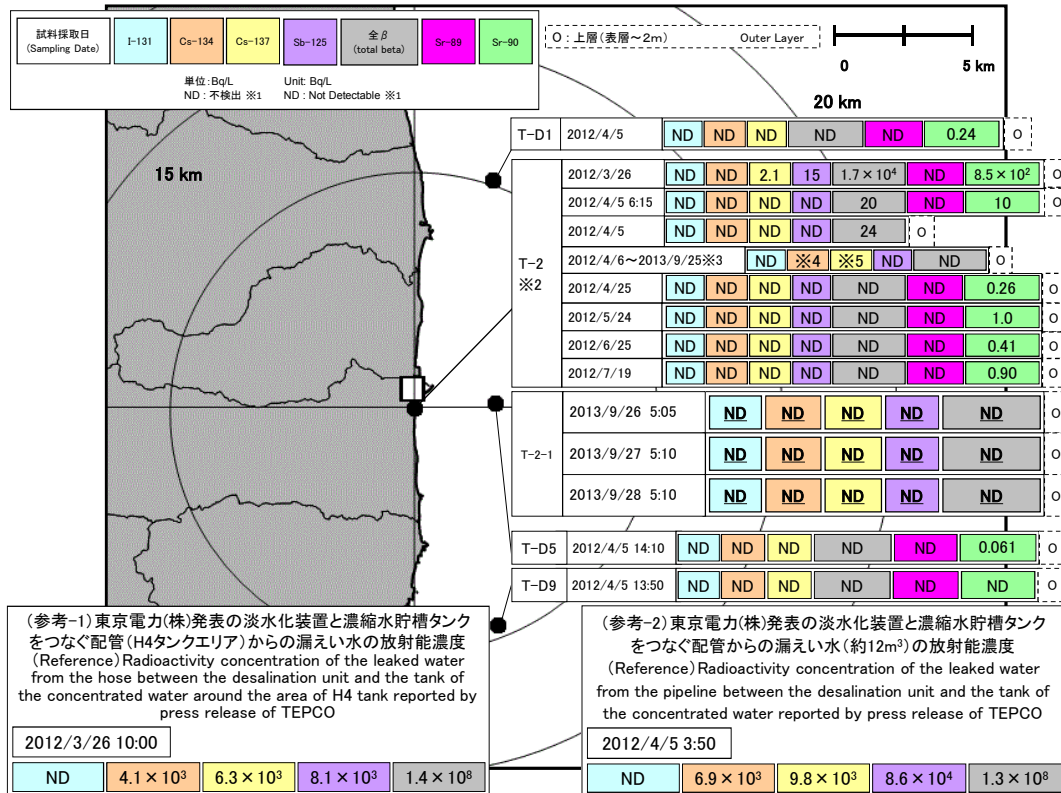 試料採取日
(Sampling Date)
I-131
Cs-134
Cs-137
Sb-125
全β
(total beta)
Sr-89
Sr-90
単位:Bq/L
Unit: Bq/L
ND : 不検出 ※1
ND : Not Detectable ※1
O : 上層(表層～2m)
Outer Layer
0
5 km
20 km
15 km
T-D1 2012/4/5 ND ND ND ND ND 0.24 O
T-2
※2
2012/3/26 ND ND 2.1 15 1.7 × 10⁴ ND 8.5 × 10² O
2012/4/5 6:15 ND ND ND ND 20 ND 10 O
2012/4/5 ND ND ND ND 24 O
2012/4/6～2013/9/25※3 ND ※4 ※5 ND ND O
2012/4/25 ND ND ND ND ND ND 0.26 O
2012/5/24 ND ND ND ND ND ND 1.0 O
2012/6/25 ND ND ND ND ND ND 0.41 O
2012/7/19 ND ND ND ND ND ND 0.90 O
T-2-1
2013/9/26 5:05 ND ND ND ND ND O
2013/9/27 5:10 ND ND ND ND ND O
2013/9/28 5:10 ND ND ND ND ND O
T-D5 2012/4/5 14:10 ND ND ND ND ND 0.061 O
T-D9 2012/4/5 13:50 ND ND ND ND ND ND O
(参考-1)東京電力(株)発表の淡水化装置と濃縮水貯槽タンク
をつなぐ配管(H4タンクエリア)からの漏えい水の放射能濃度
(Reference) Radioactivity concentration of the leaked water
from the hose between the desalination unit and the tank of
the concentrated water around the area of H4 tank reported by
press release of TEPCO
2012/3/26 10:00
ND 4.1 × 10³ 6.3 × 10³ 8.1 × 10³ 1.4 × 10⁸
(参考-2)東京電力(株)発表の淡水化装置と濃縮水貯槽タンク
をつなぐ配管からの漏えい水(約12m³)の放射能濃度
(Reference) Radioactivity concentration of the leaked water
from the pipeline between the desalination unit and the tank of
the concentrated water reported by press release of TEPCO
2012/4/5 3:50
ND 6.9 × 10³ 9.8 × 10³ 8.6 × 10⁴ 1.3 × 10⁸